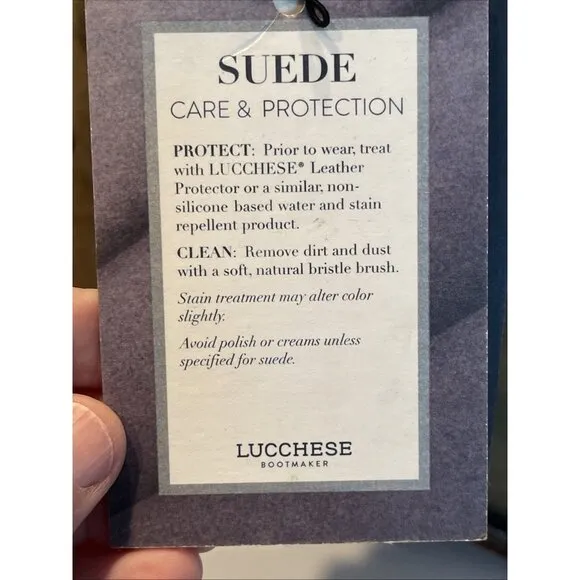 SUEDE
CARE & PROTECTION
PROTECT: Prior to wear, treat
with LUCCHESE® Leather
Protector or a similar, non-
silicone based water and stain
repellent product.
CLEAN: Remove dirt and dust
with a soft, natural bristle brush.
Stain treatment may alter color
slightly.
Avoid polish or creams unless
specified for suede.
LUCCHESE
BOOTMAKER